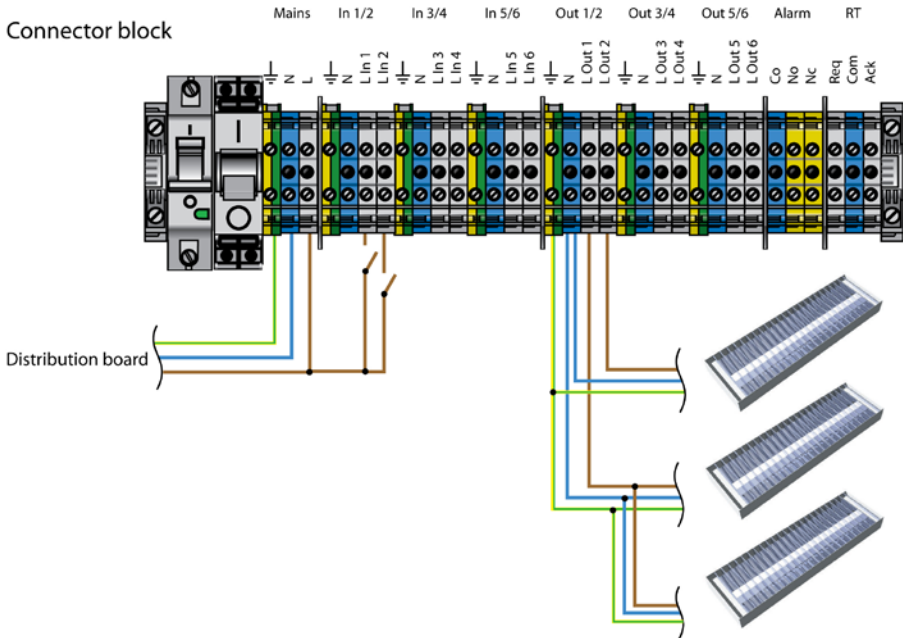 Connector block
Mains In 1/2 In 3/4 In 5/6 Out 1/2 Out 3/4 Out 5/6 Alarm RT
N L N L In 1 L In 2 N L In 3 L In 4 N L In 5 L In 6 N L Out 1 L Out 2 N L Out 3 L Out 4 N L Out 5 L Out 6 Co No Nc Req Com Ack
Distribution board